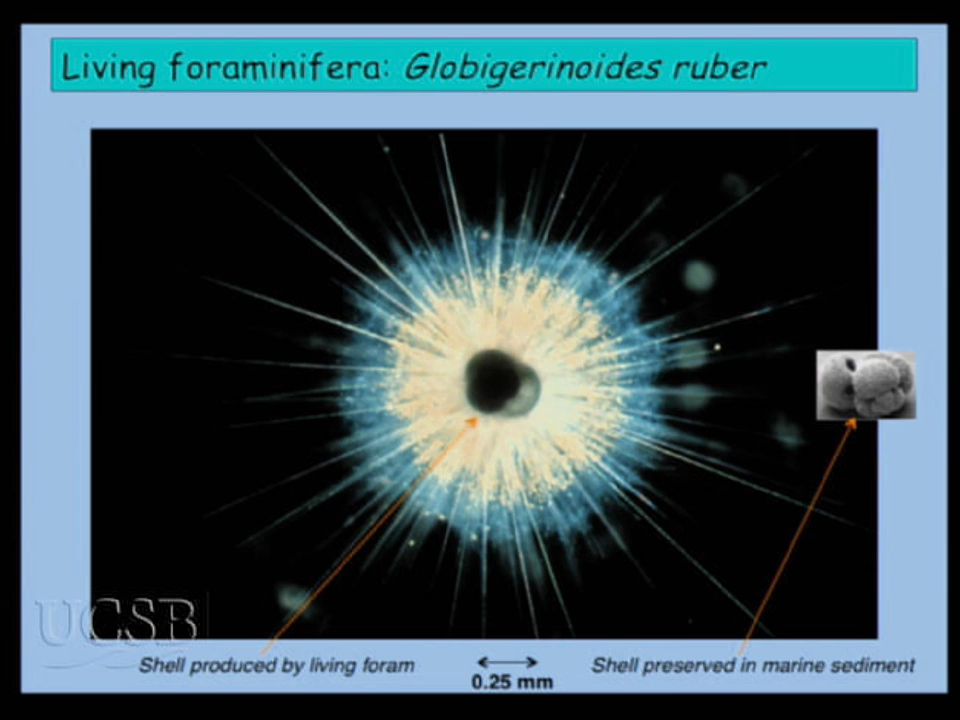 Living foraminifera: Globigerinoides ruber
UCSB
Shell produced by living foram
0.25 mm
Shell preserved in marine sediment